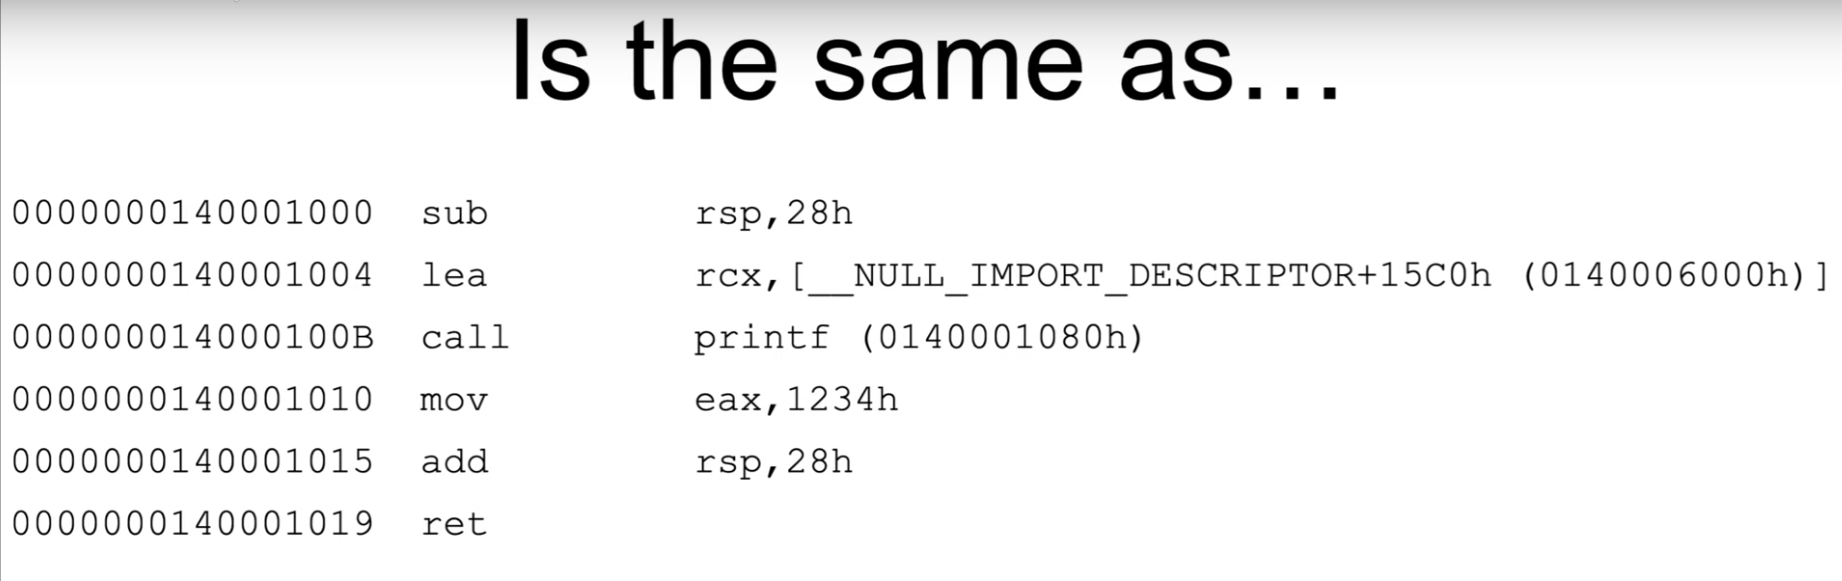 Is the same as...
0000000140001000 sub rsp,28h
0000000140001004 lea rcx,[__NULL_IMPORT_DESCRIPTOR+15C0h (0140006000h)]
000000014000100B call printf (0140001080h)
0000000140001010 mov eax,1234h
0000000140001015 add rsp,28h
0000000140001019 ret